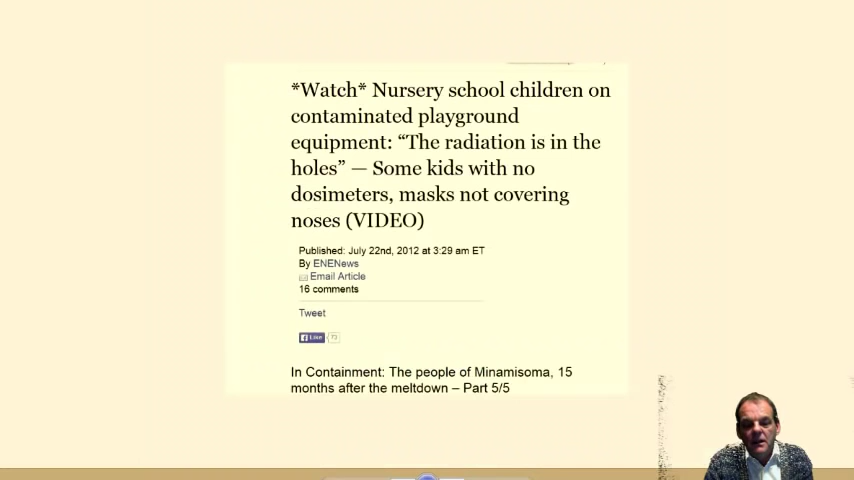 *Watch* Nursery school children on
contaminated playground
equipment: “The radiation is in the
holes” — Some kids with no
dosimeters, masks not covering
noses (VIDEO)
Published: July 22nd, 2012 at 3:29 am ET
By ENENews
Email Article
16 comments
Tweet
Like 73
In Containment: The people of Minamisoma, 15
months after the meltdown – Part 5/5